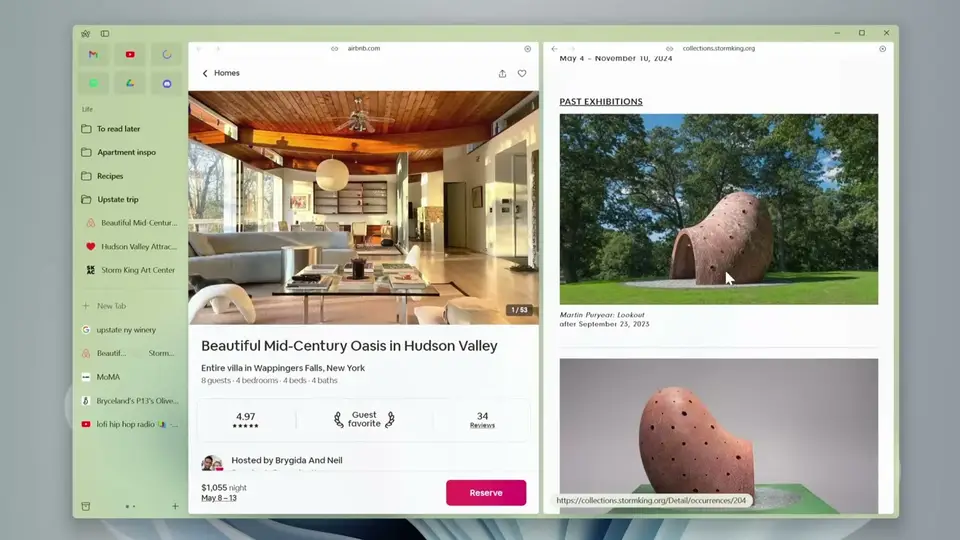 Life
To read later
Apartment inspo
Recipes
Upstate trip
Beautiful Mid-Centur...
Hudson Valley Attrac...
SK
AC
Storm King Art Center
New Tab
upstate ny winery
Beautif...
Storm...
MoMA
Bryceland's P13's Olive...
lofi hip hop radio
airbnb.com
Homes
1 / 53
Beautiful Mid-Century Oasis in Hudson Valley
Entire villa in Wappingers Falls, New York
8 guests · 4 bedrooms · 4 beds · 4 baths
4.97
Guest
favorite
34
Reviews
Hosted by Brygida And Neil
$1,055 night
May 8 – 13
Reserve
collections.stormking.org
May 4 – November 10, 2024
PAST EXHIBITIONS
Martin Puryear: Lookout
after September 23, 2023
https://collections.stormking.org/Detail/occurrences/204